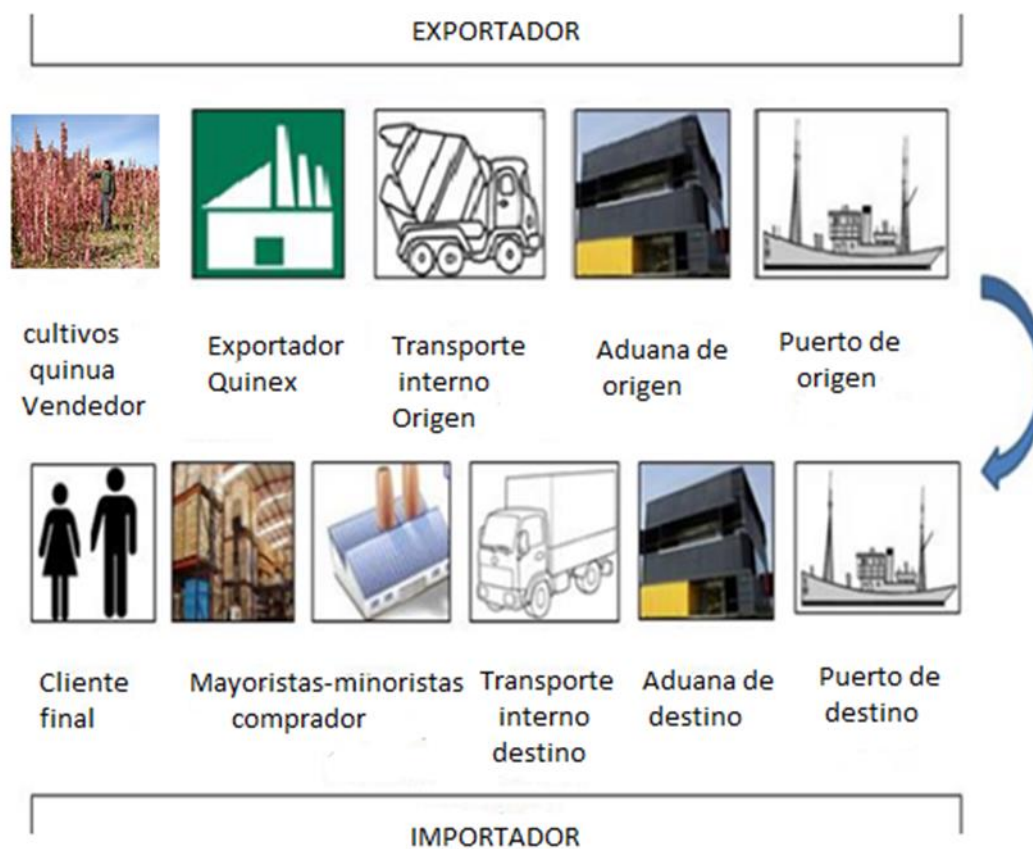 EXPORTADOR
cultivos
quinua
Vendedor
Exportador
Quinex
Transporte
interno
Origen
Aduana de
origen
Puerto de
origen
Cliente
final
Mayoristas-minoristas
comprador
Transporte
interno
destino
Aduana de
destino
Puerto de
destino
IMPORTADOR